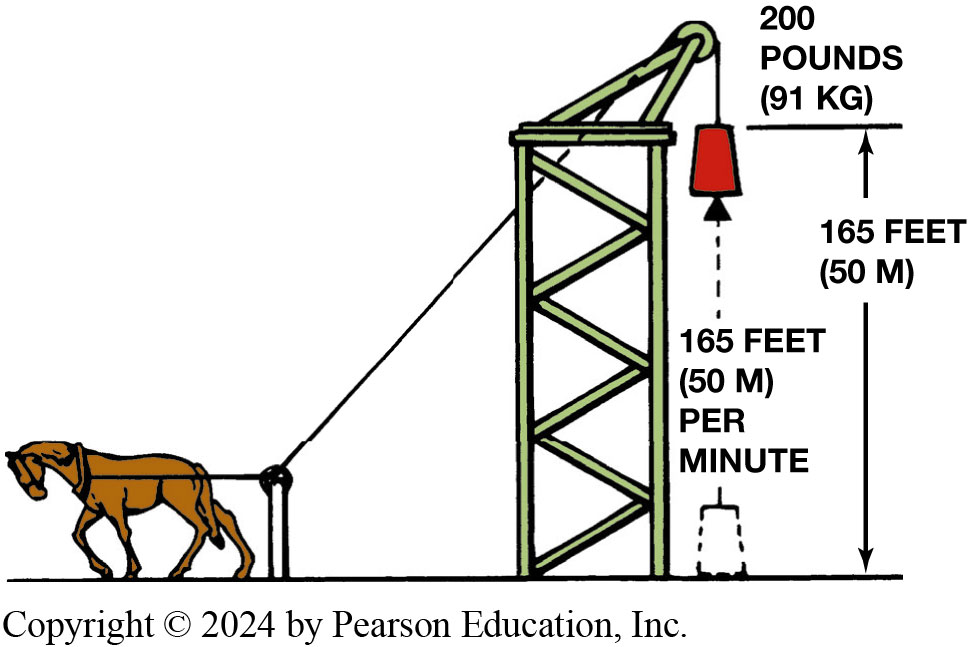 200
POUNDS
(91 KG)
165 FEET
(50 M)
165 FEET
(50 M)
PER
MINUTE
Copyright © 2024 by Pearson Education, Inc.